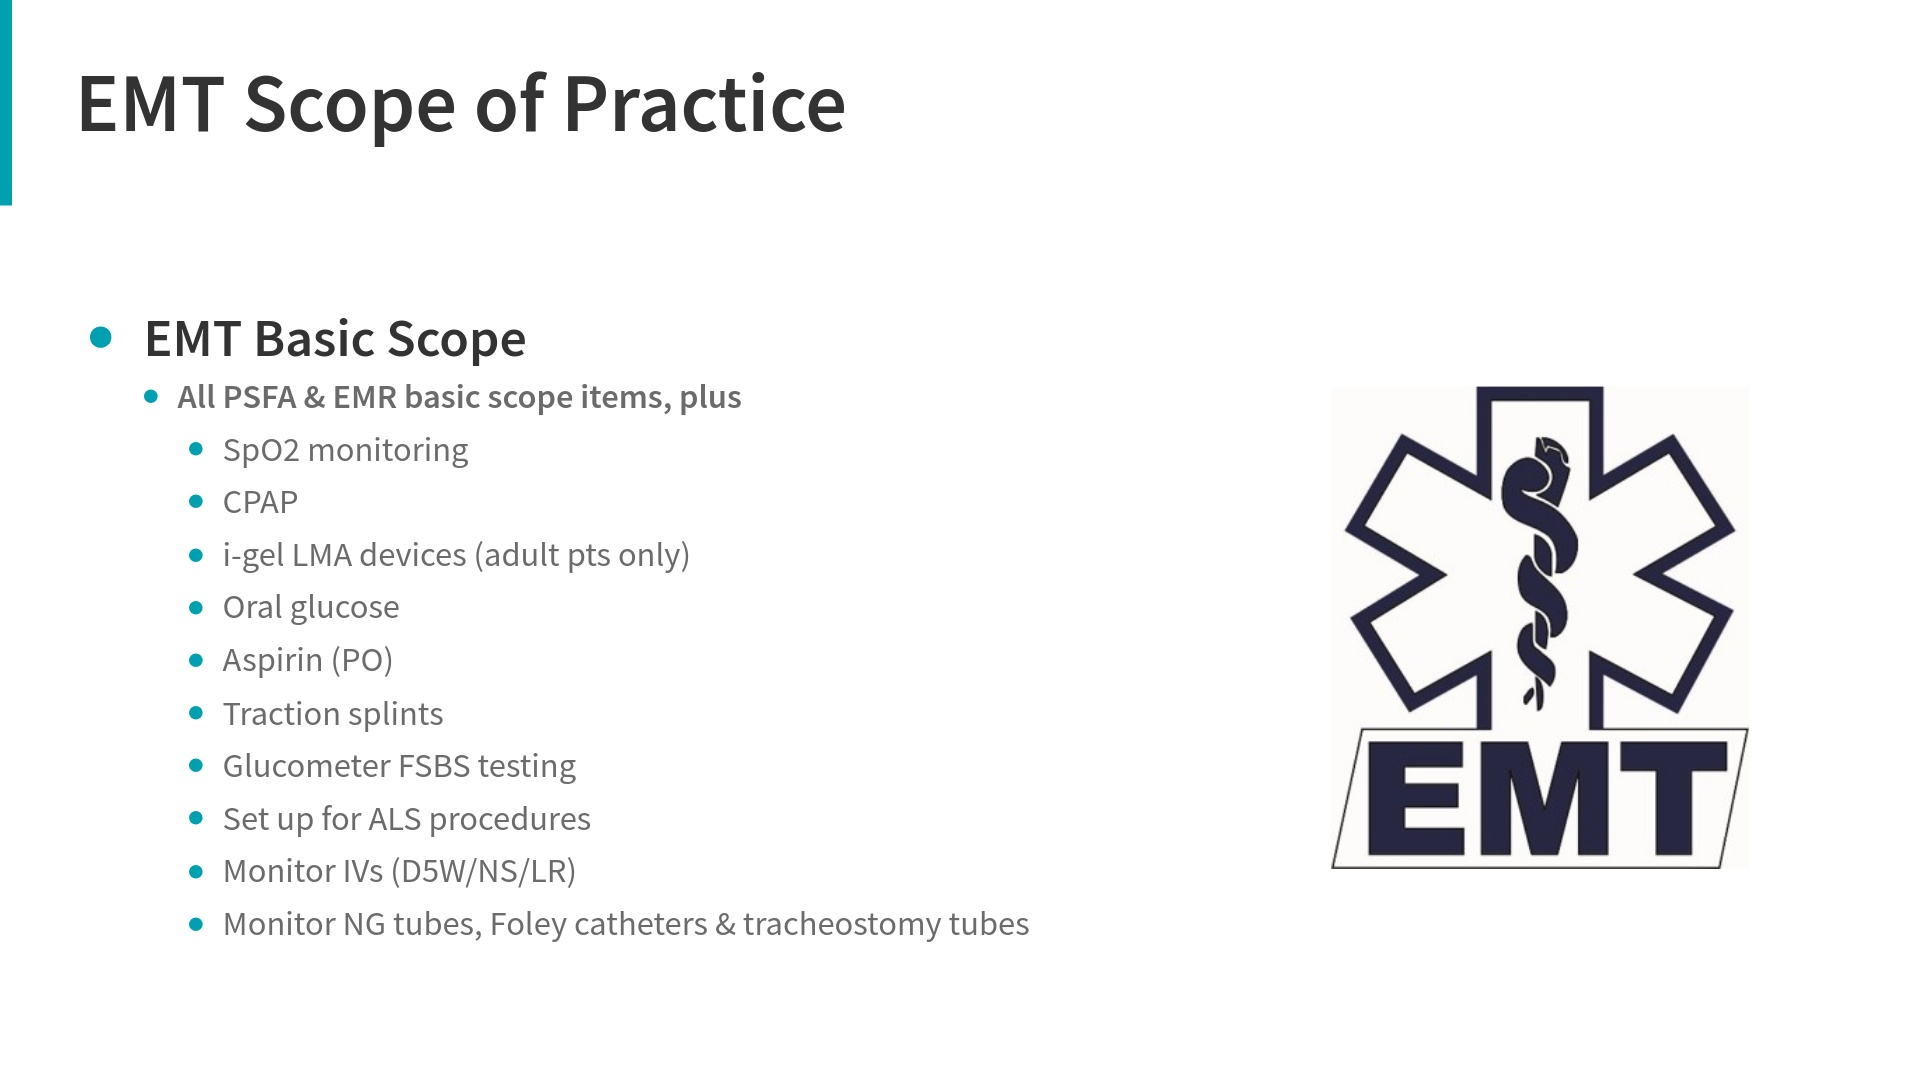 EMT Scope of Practice
EMT Basic Scope
All PSFA & EMR basic scope items, plus
SpO2 monitoring
CPAP
i-gel LMA devices (adult pts only)
Oral glucose
Aspirin (PO)
Traction splints
Glucometer FSBS testing
Set up for ALS procedures
Monitor IVs (D5W/NS/LR)
Monitor NG tubes, Foley catheters & tracheostomy tubes
EMT